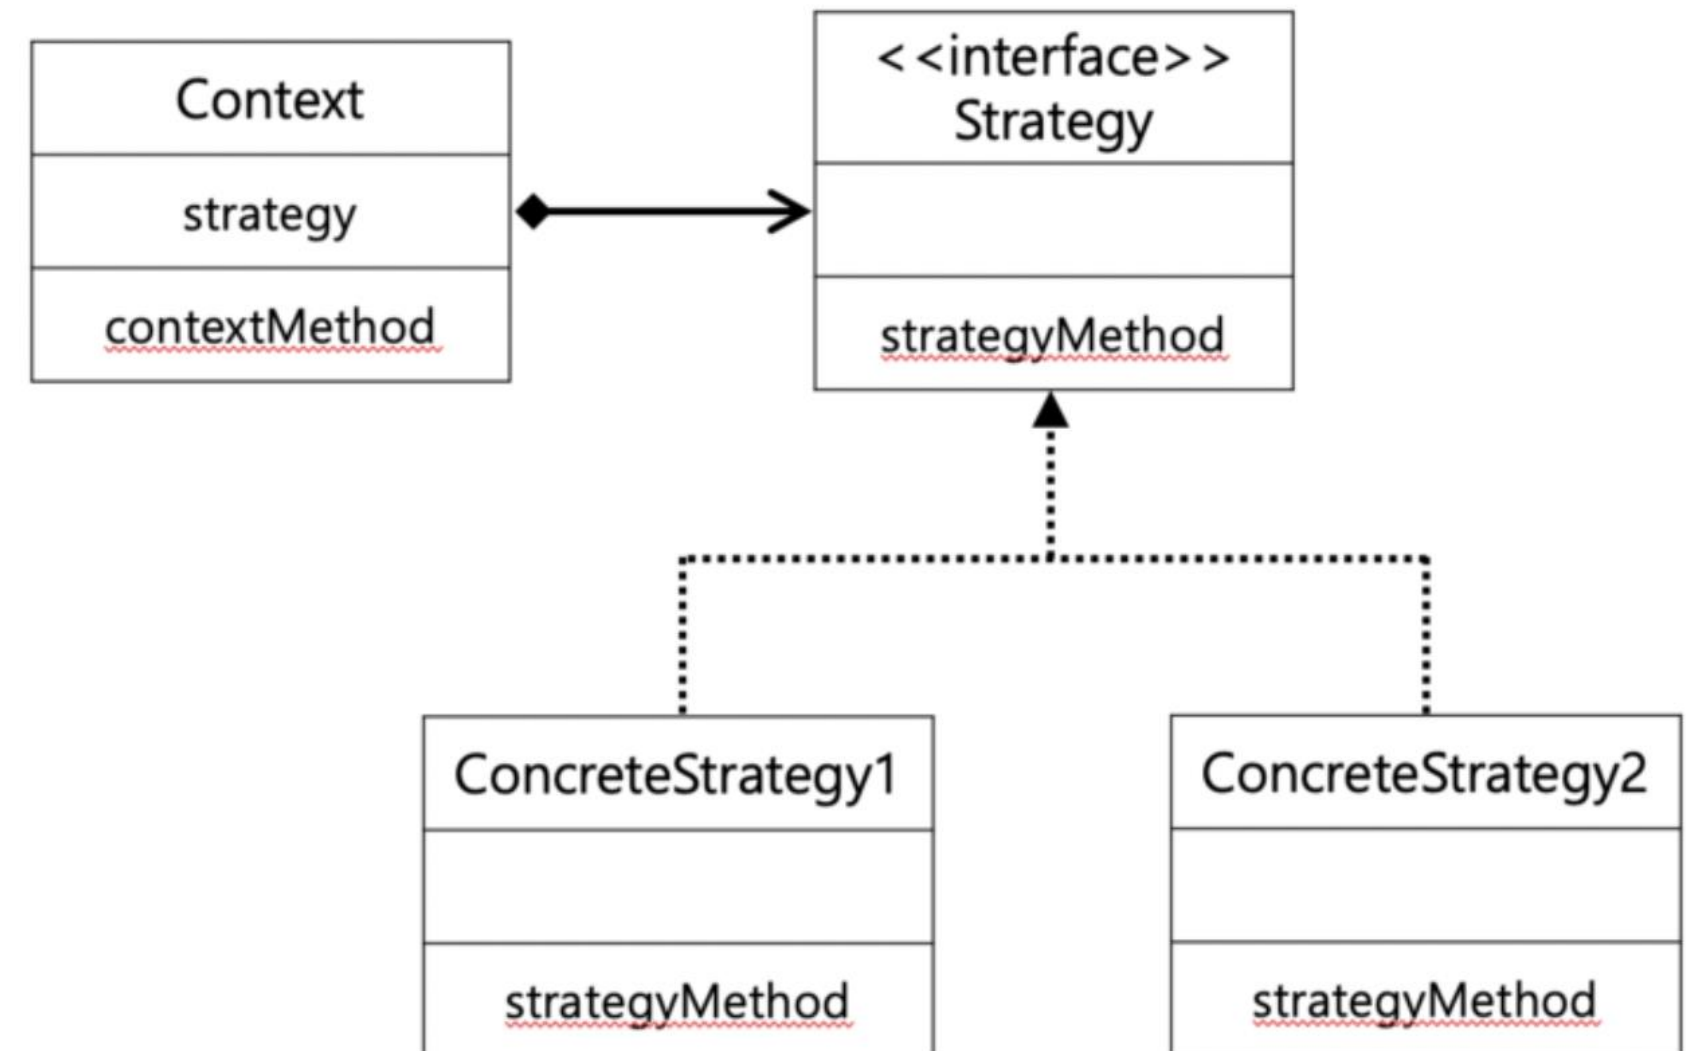 Context
strategy
contextMethod
<<interface>>
Strategy
strategyMethod
ConcreteStrategy1
strategyMethod
ConcreteStrategy2
strategyMethod